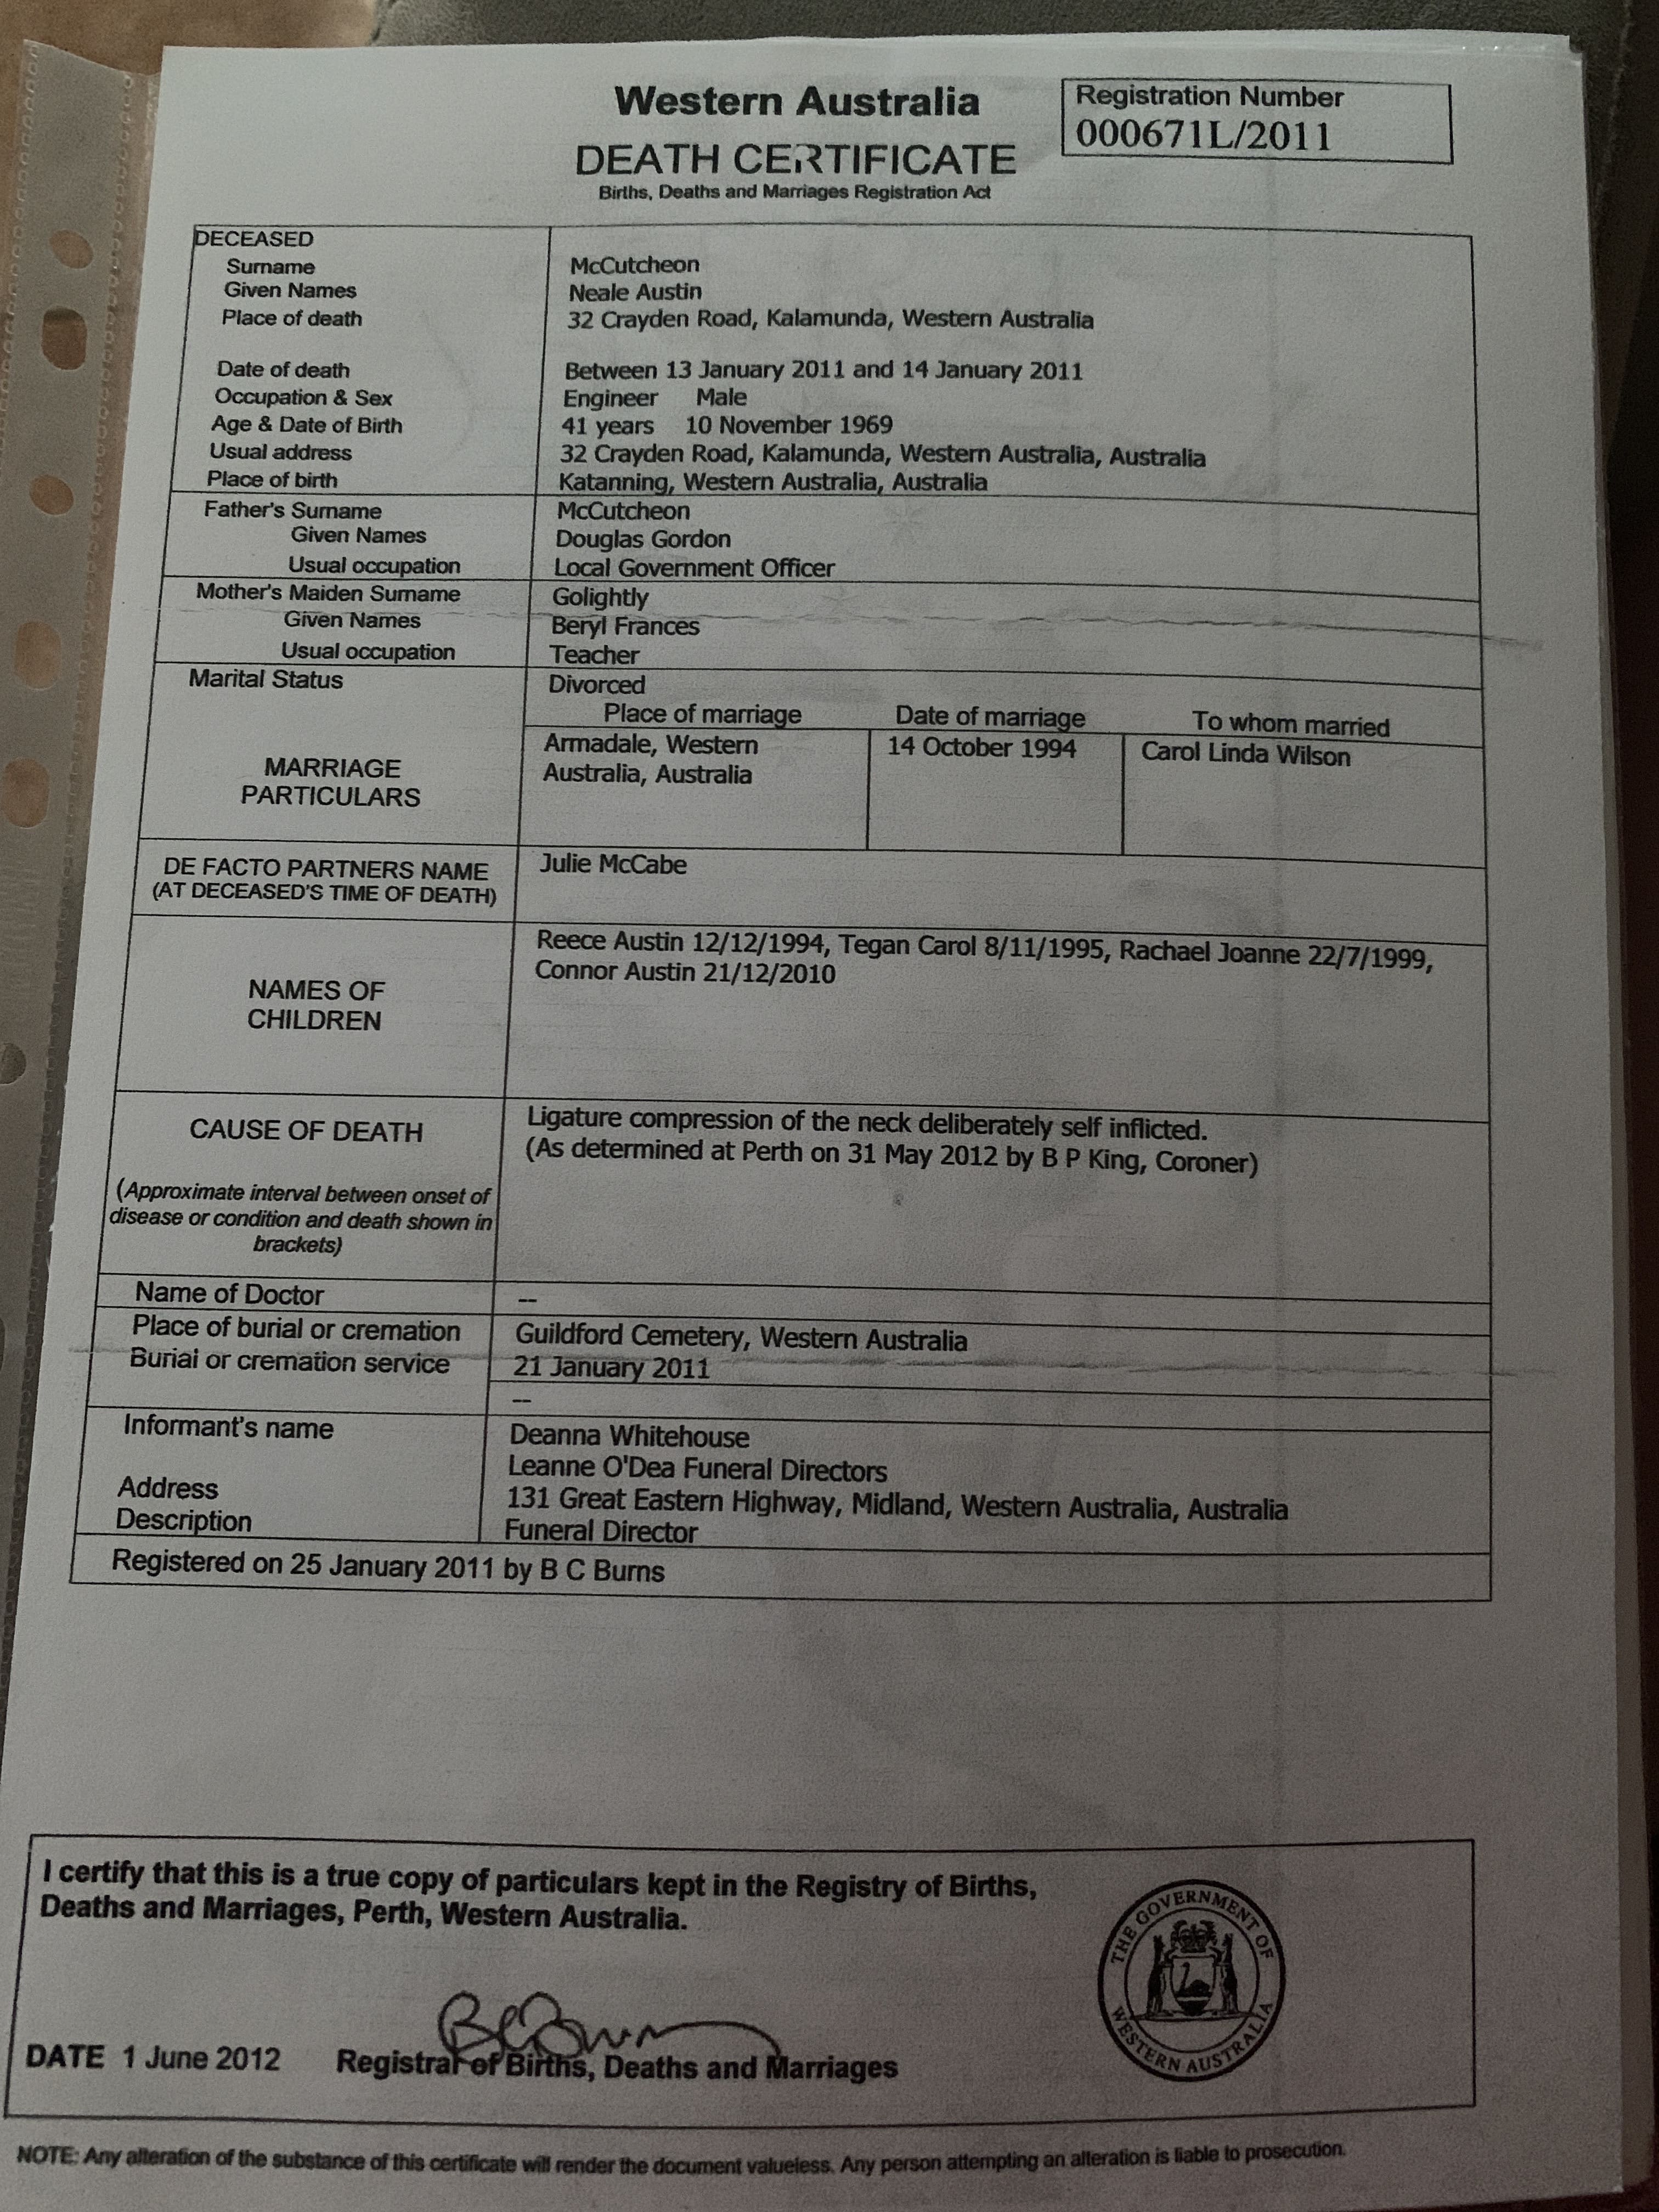 Western Australia
DEATH CERTIFICATE
Births, Deaths and Marriages Registration Act
Registration Number
000671L/2011
DECEASED
Surname McCutcheon
Given Names Neale Austin
Place of death 32 Crayden Road, Kalamunda, Western Australia
Date of death Between 13 January 2011 and 14 January 2011
Occupation & Sex Engineer Male
Age & Date of Birth 41 years 10 November 1969
Usual address 32 Crayden Road, Kalamunda, Western Australia, Australia
Place of birth Katanning, Western Australia, Australia
Father's Surname McCutcheon
Given Names Douglas Gordon
Usual occupation Local Government Officer
Mother's Maiden Surname Golightly
Given Names Beryl Frances
Usual occupation Teacher
Marital Status Divorced
Place of marriage Date of marriage To whom married
MARRIAGE
PARTICULARS
Armadale, Western 14 October 1994 Carol Linda Wilson
Australia, Australia
DE FACTO PARTNERS NAME Julie McCabe
(AT DECEASED'S TIME OF DEATH)
NAMES OF
CHILDREN
Reece Austin 12/12/1994, Tegan Carol 8/11/1995, Rachael Joanne 22/7/1999,
Connor Austin 21/12/2010
CAUSE OF DEATH
(Approximate interval between onset of
disease or condition and death shown in
brackets)
Ligature compression of the neck deliberately self inflicted.
(As determined at Perth on 31 May 2012 by B P King, Coroner)
Name of Doctor --
Place of burial or cremation Guildford Cemetery, Western Australia
Burial or cremation service 21 January 2011
--
Informant's name Deanna Whitehouse
Leanne O'Dea Funeral Directors
Address 131 Great Eastern Highway, Midland, Western Australia, Australia
Description Funeral Director
Registered on 25 January 2011 by B C Burns
I certify that this is a true copy of particulars kept in the Registry of Births,
Deaths and Marriages, Perth, Western Australia.
DATE 1 June 2012 Registrar of Births, Deaths and Marriages
THE GOVERNMENT OF
WESTERN AUSTRALIA
NOTE: Any alteration of the substance of this certificate will render the document valueless. Any person attempting an alteration is liable to prosecution.